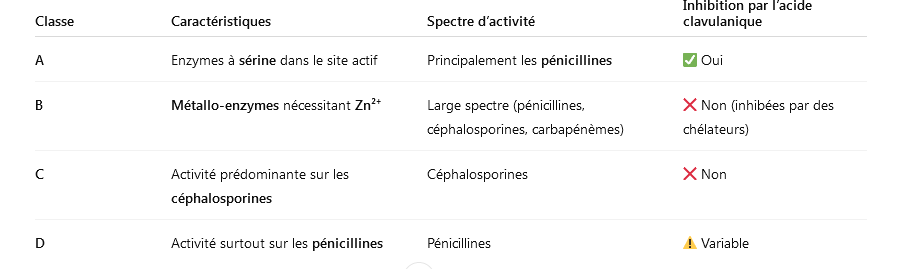 Classe Caractéristiques Spectre d’activité Inhibition par l’acide
clavulanique
A Enzymes à sérine dans le site actif Principalement les pénicillines ✅ Oui
B Métallo-enzymes nécessitant Zn²⁺ Large spectre (pénicillines, ❌ Non (inhibées par des
céphalosporines, carbapénèmes) chélateurs)
C Activité prédominante sur les Céphalosporines ❌ Non
céphalosporines
D Activité surtout sur les pénicillines Pénicillines ⚠️ Variable